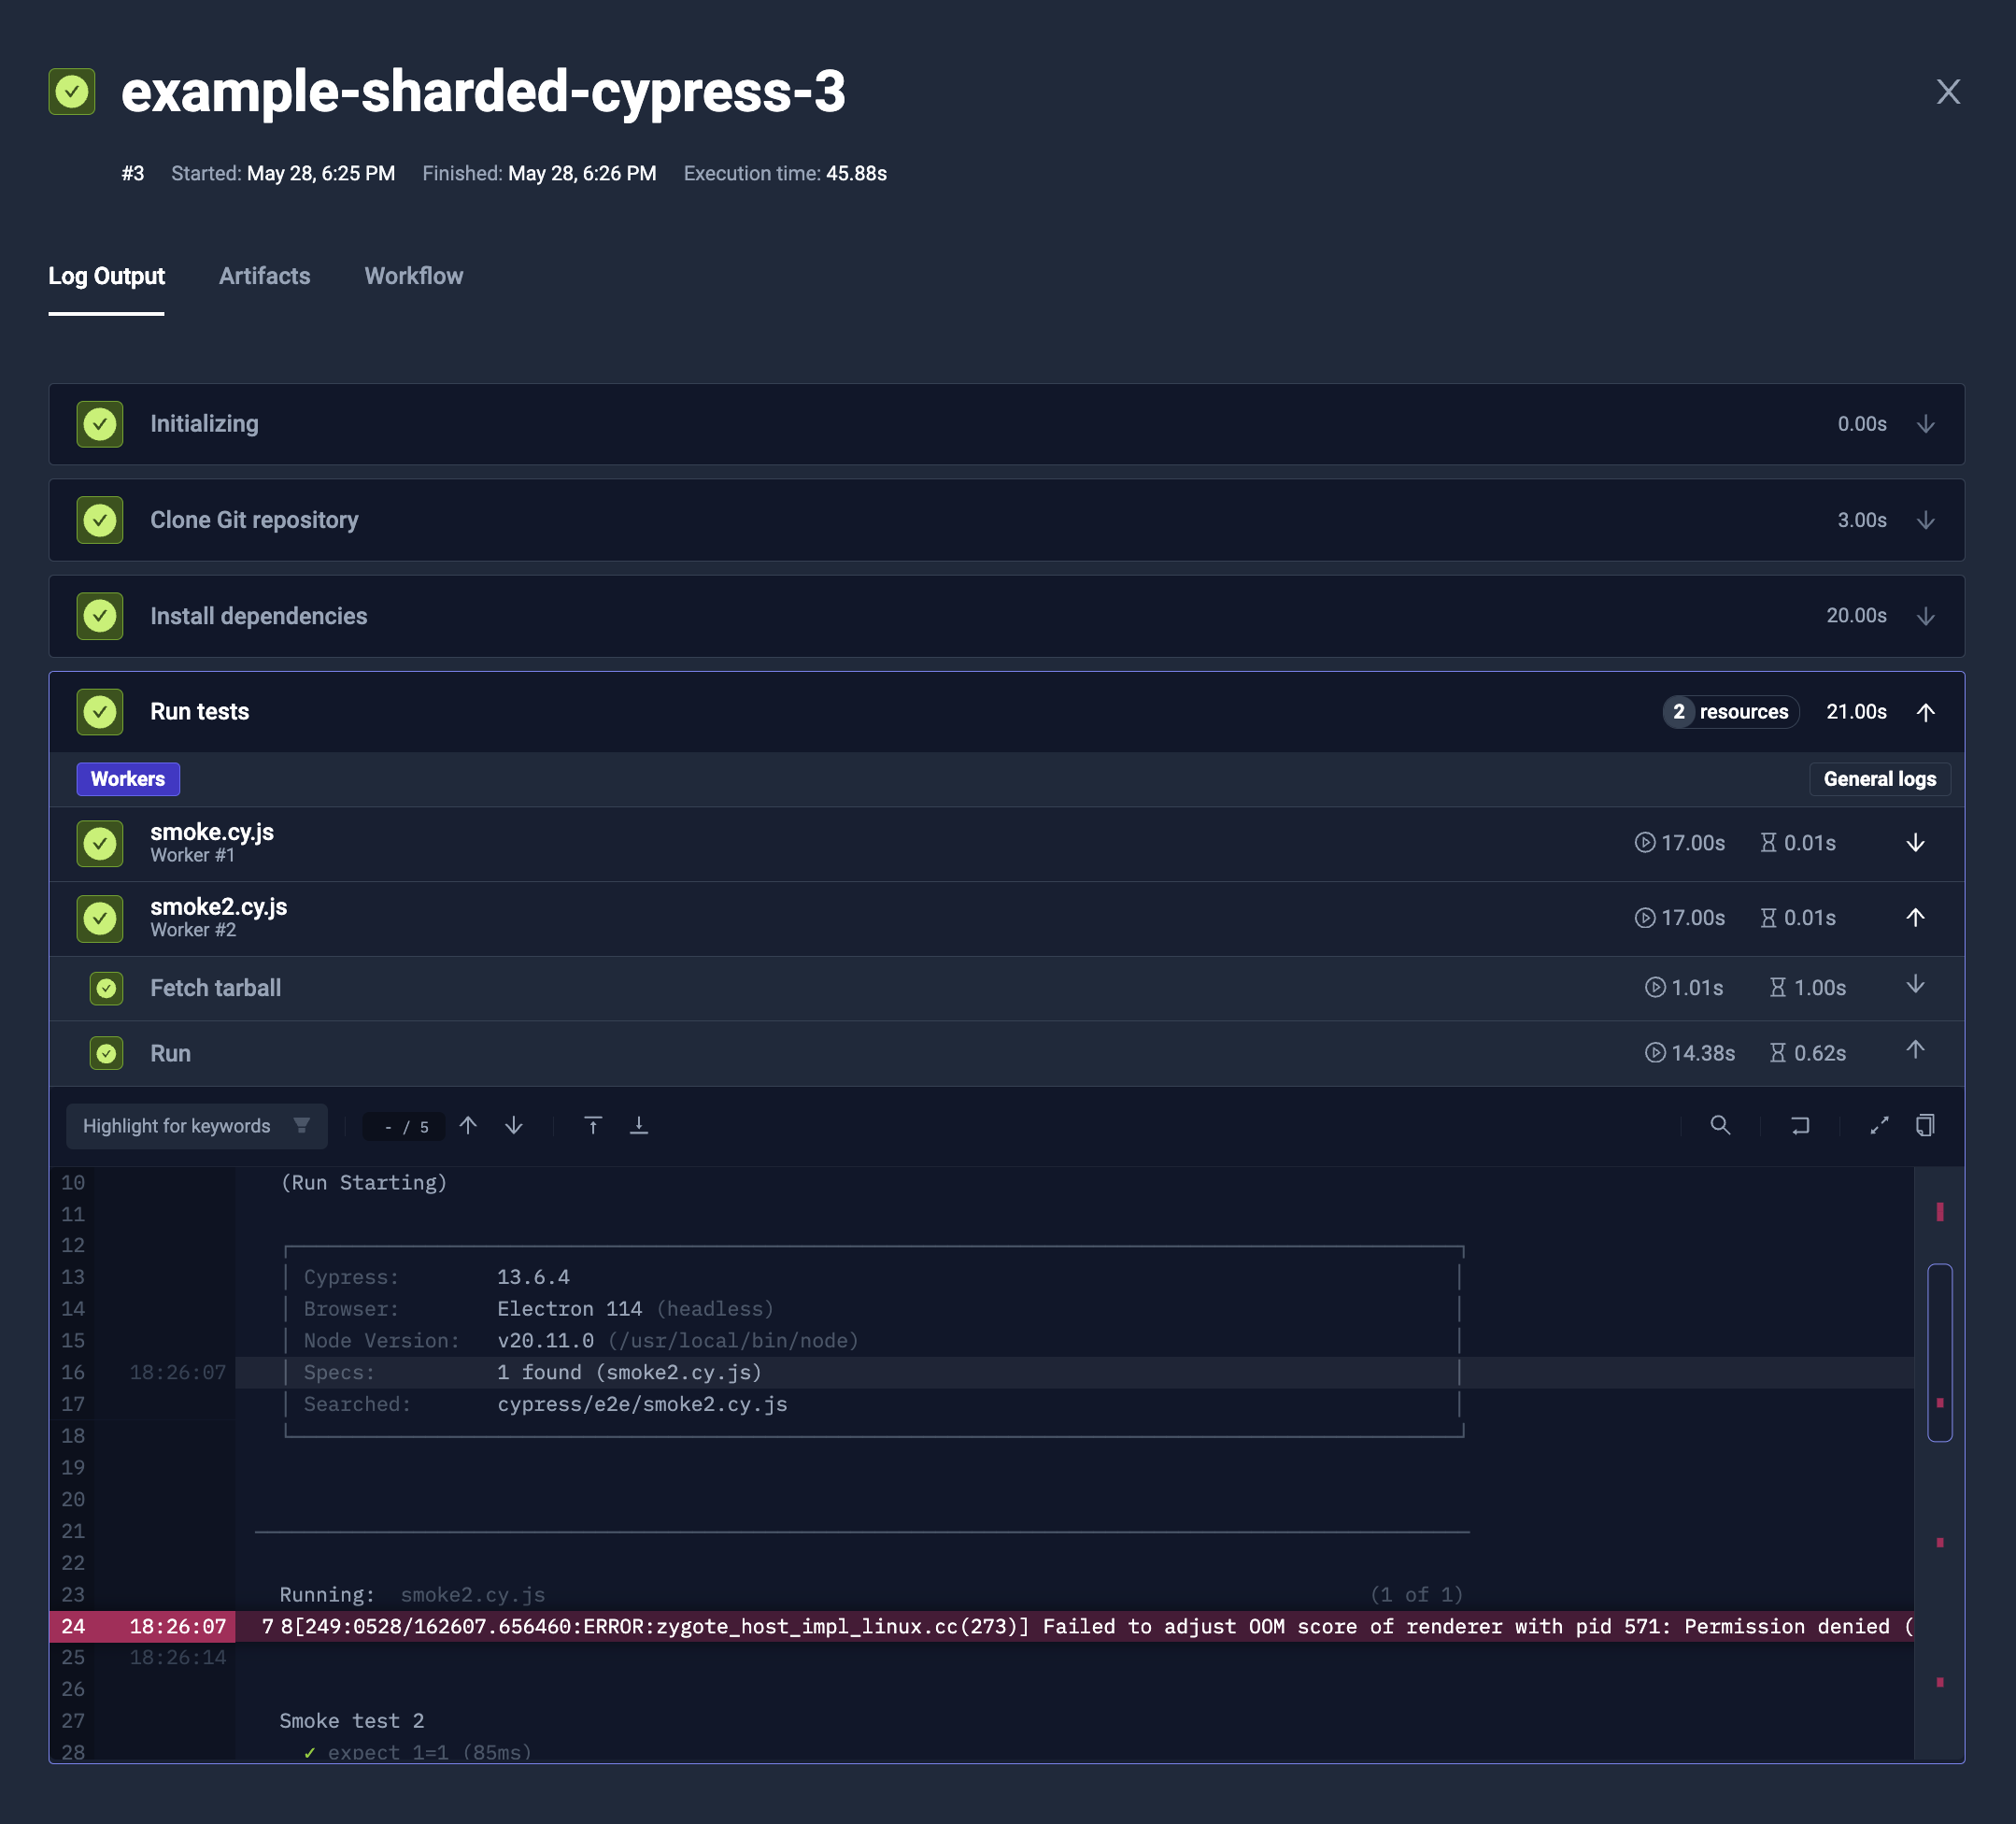 example-sharded-cypress-3
#3 Started: May 28, 6:25 PM Finished: May 28, 6:26 PM Execution time: 45.88s
Log Output Artifacts Workflow
Initializing 0.00s
Clone Git repository 3.00s
Install dependencies 20.00s
Run tests 2 resources 21.00s
Workers General logs
smoke.cy.js 17.00s 0.01s
Worker #1
smoke2.cy.js 17.00s 0.01s
Worker #2
Fetch tarball 1.01s 1.00s
Run 14.38s 0.62s
Highlight for keywords - / 5
10 (Run Starting)
11
12
13 Cypress: 13.6.4
14 Browser: Electron 114 (headless)
15 Node Version: v20.11.0 (/usr/local/bin/node)
16 18:26:07 Specs: 1 found (smoke2.cy.js)
17 Searched: cypress/e2e/smoke2.cy.js
18
19
20
21
22
23 Running: smoke2.cy.js (1 of 1)
24 18:26:07 7 8[249:0528/162607.656460:ERROR:zygote_host_impl_linux.cc(273)] Failed to adjust OOM score of renderer with pid 571: Permission denied (
25 18:26:14
26
27 Smoke test 2
28 ✓ expect 1=1 (85ms)